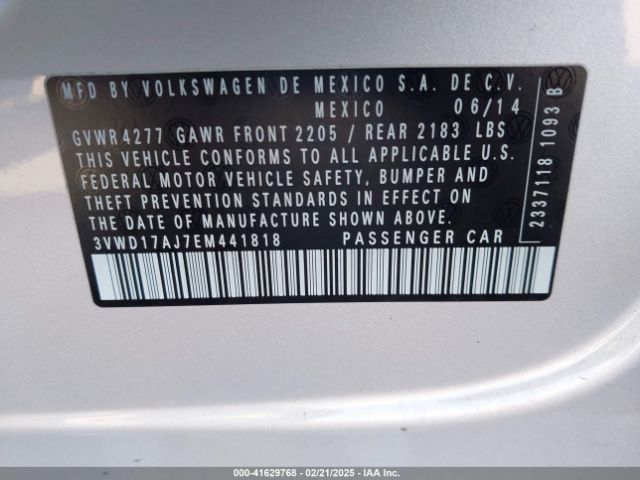 MFD BY VOLKSWAGEN DE MEXICO S.A. DE C.V.
MEXICO 06/14
GVWR 4277 GAWR FRONT 2205 / REAR 2183 LBS
THIS VEHICLE CONFORMS TO ALL APPLICABLE U.S.
FEDERAL MOTOR VEHICLE SAFETY, BUMPER AND
THEFT PREVENTION STANDARDS IN EFFECT ON
THE DATE OF MANUFACTURE SHOWN ABOVE.
3VWD17AJ7EM441818 PASSENGER CAR
2337118 1093 B
000-41629768 - 02/21/2025 - IAAI.COM